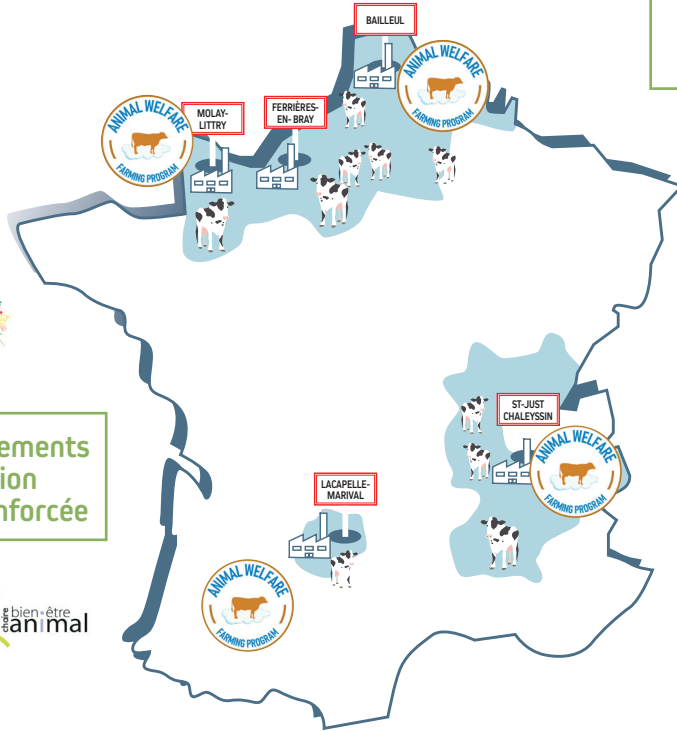 BAILLEUL
ANIMAL WELFARE
FARMING PROGRAM
ANIMAL WELFARE
FARMING PROGRAM
MOLAY-
LITTRY
FERRIÈRES-
EN- BRAY
ST-JUST
CHALEYSSIN
ANIMAL WELFARE
FARMING PROGRAM
ements
ion
nforcée
LACAPELLE-
MARIVAL
ANIMAL WELFARE
FARMING PROGRAM
chaire
bien-être
animal